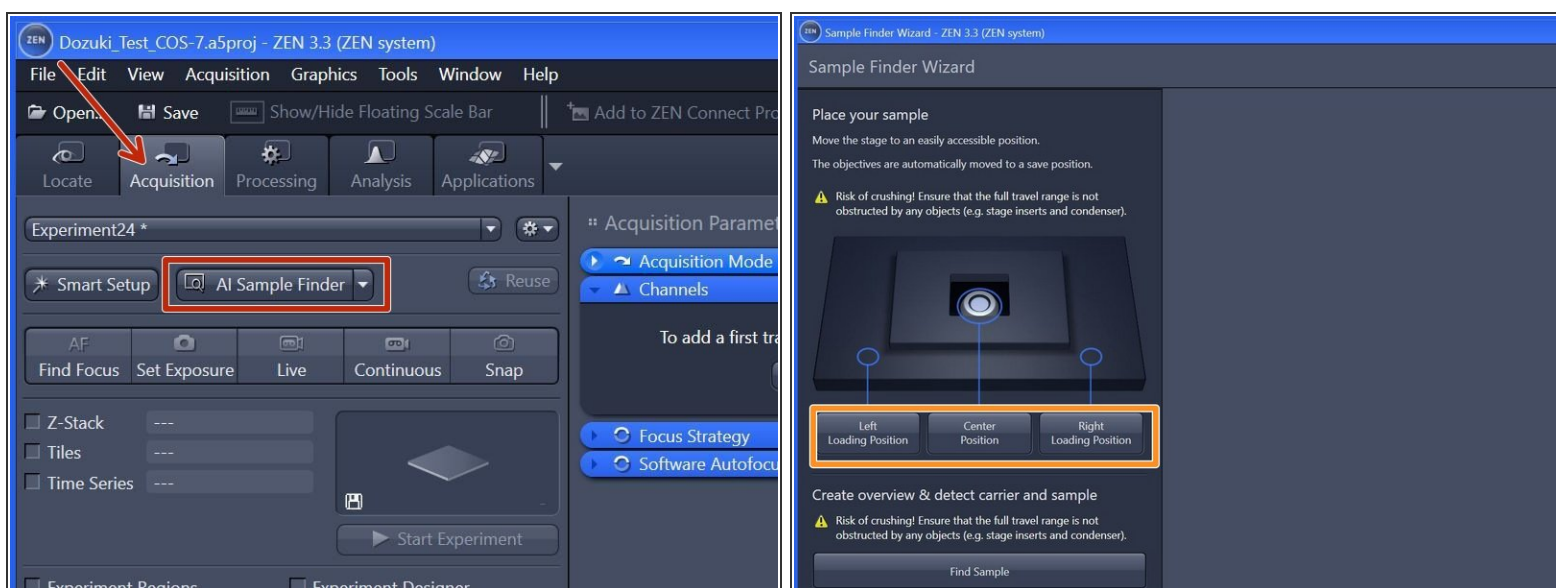 ZEN
Dozuki_Test_COS-7.a5proj - ZEN 3.3 (ZEN system)
File Edit View Acquisition Graphics Tools Window Help
Open... Save Show/Hide Floating Scale Bar Add to ZEN Connect Pro
Locate Acquisition Processing Analysis Applications
Experiment24 *
Smart Setup AI Sample Finder Reuse
AF
Find Focus Set Exposure Live Continuous Snap
Z-Stack ---
Tiles ---
Time Series ---
Start Experiment
Experiment Regions Experiment Designer
Acquisition Paramet
Acquisition Mode
Channels
To add a first tra
Focus Strategy
Software Autofocu
ZEN
Sample Finder Wizard - ZEN 3.3 (ZEN system)
Sample Finder Wizard
Place your sample
Move the stage to an easily accessible position.
The objectives are automatically moved to a save position.
Risk of crushing! Ensure that the full travel range is not
obstructed by any objects (e.g. stage inserts and condenser).
Left
Loading Position
Center
Position
Right
Loading Position
Create overview & detect carrier and sample
Risk of crushing! Ensure that the full travel range is not
obstructed by any objects (e.g. stage inserts and condenser).
Find Sample